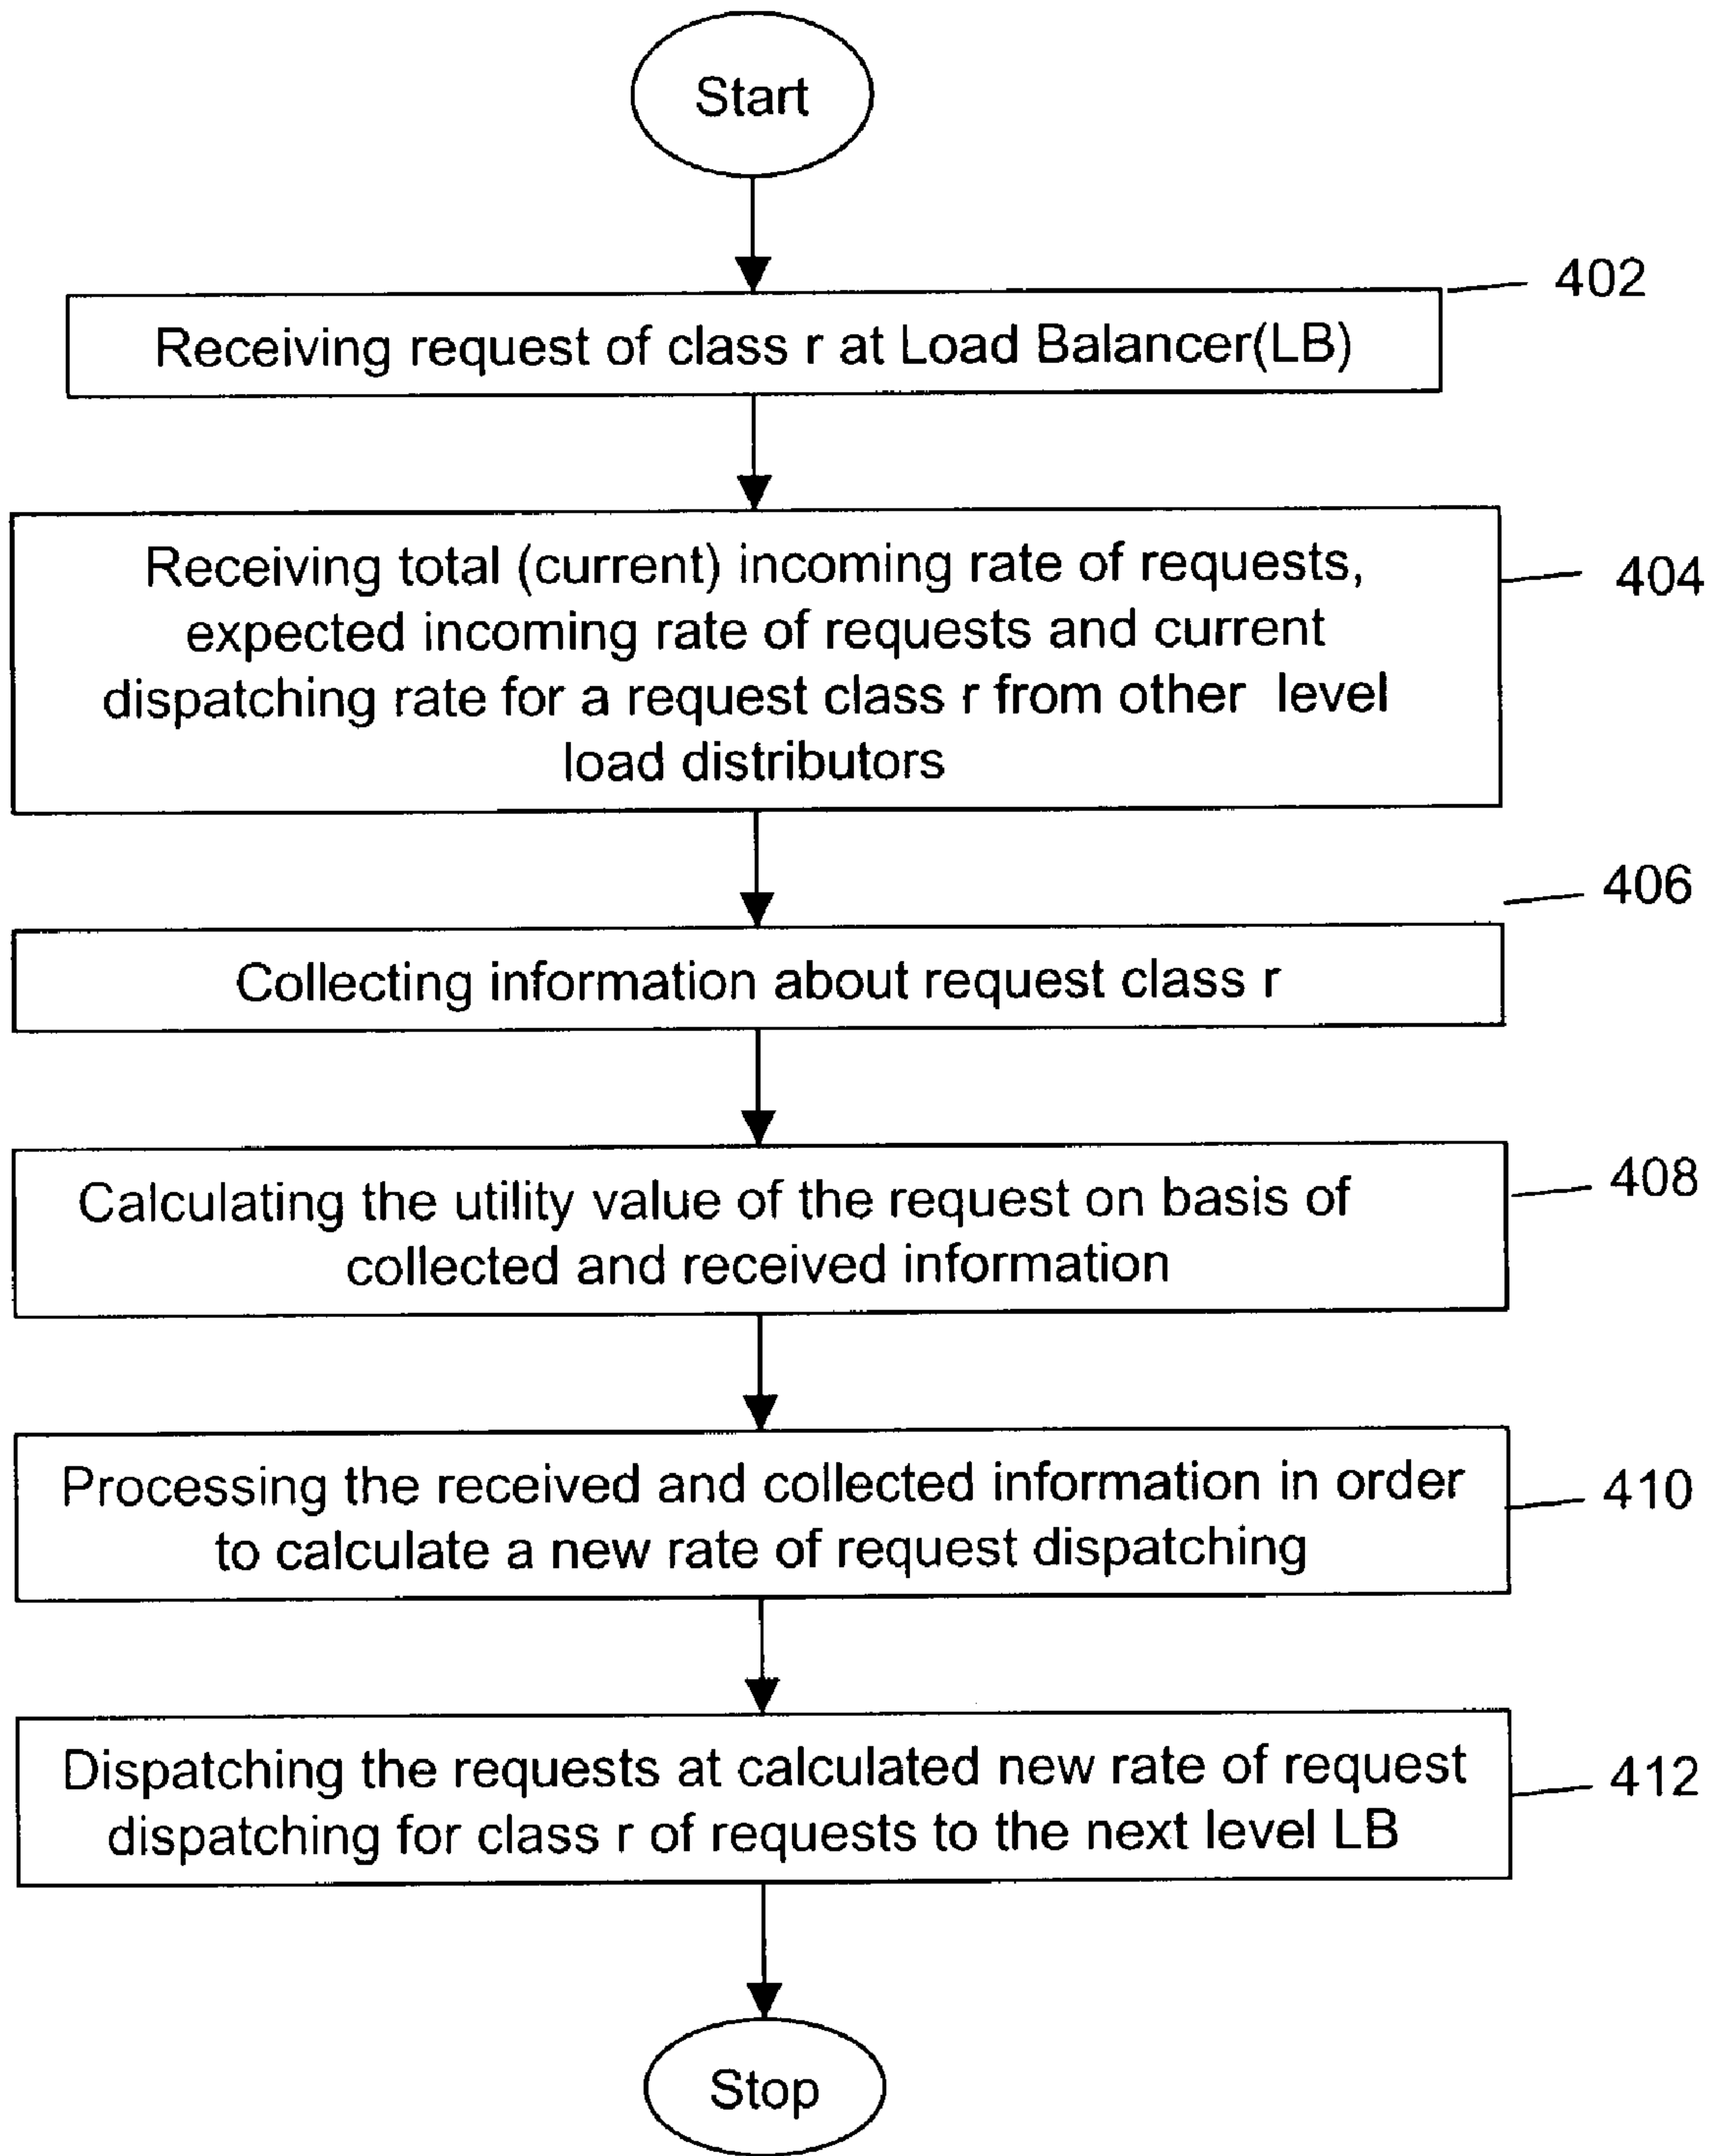 Start
402
Receiving request of class r at Load Balancer(LB)
Receiving total (current) incoming rate of requests,
expected incoming rate of requests and current
dispatching rate for a request class r from other level
load distributors
404
406
Collecting information about request class r
408
Calculating the utility value of the request on basis of
collected and received information
Processing the received and collected information in order
to calculate a new rate of request dispatching
410
Dispatching the requests at calculated new rate of request
dispatching for class r of requests to the next level LB
412
Stop